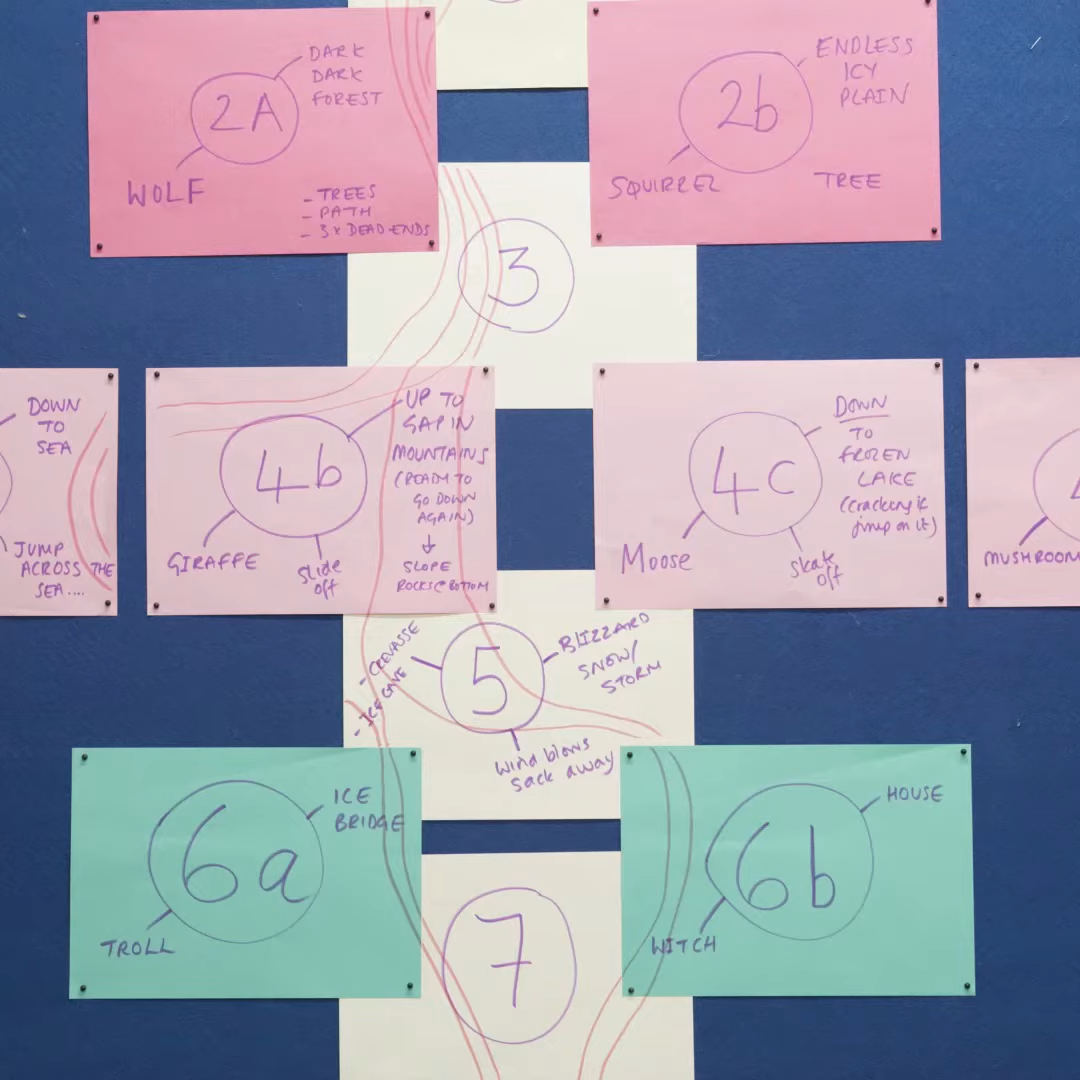 2A
DARK
DARK
FOREST
WOLF
- TREES
- PATH
- 3 x DEAD ENDS
2b
ENDLESS
ICY
PLAIN
SQUIRREL
TREE
3
DOWN
TO
SEA
JUMP
ACROSS THE
SEA....
4b
UP TO
GAP IN
MOUNTAINS
(READY TO
GO DOWN
AGAIN)
↓
SLOPE
ROCKS @ BOTTOM
GIRAFFE
slide
off
4c
DOWN
TO
FROZEN
LAKE
(cracking if
jump on it)
Moose
skate
off
MUSHROOM
5
- CREVASSE
- ICE CAVE
BLIZZARD
SNOW/
STORM
wind blows
sack away
6a
ICE
BRIDGE
TROLL
6b
HOUSE
WITCH
7